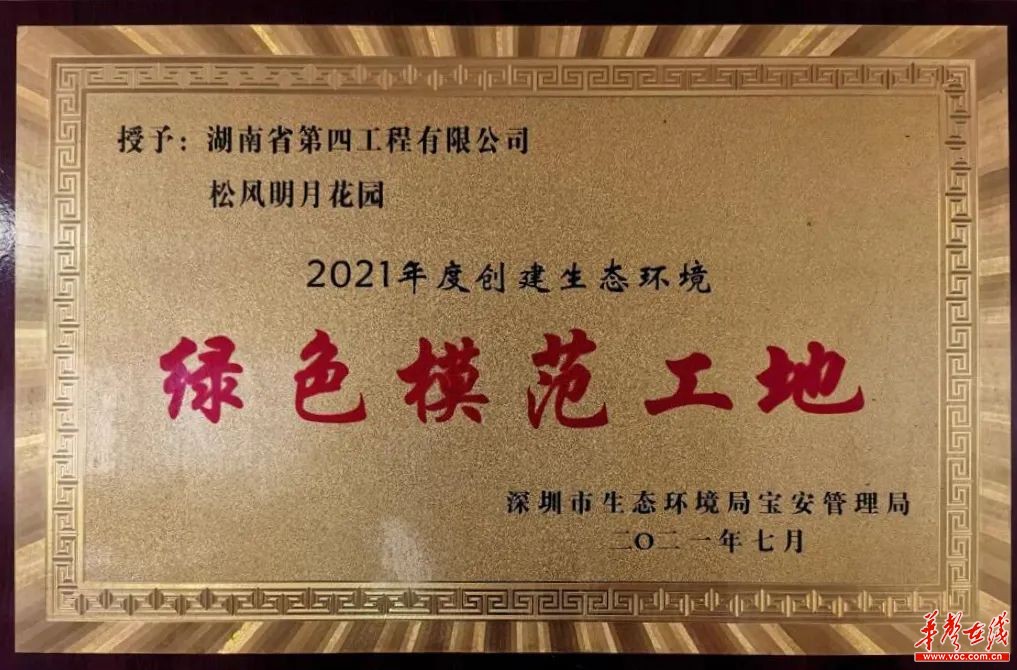 授予：湖南省第四工程有限公司
松风明月花园
2021年度创建生态环境
绿色模范工地
深圳市生态环境局宝安管理局
二〇二一年七月
华声在线
www.voc.com.cn